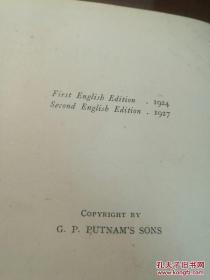 First English Edition . 1924
Second English Edition . 1927
COPYRIGHT BY
G. P. PUTNAM'S SONS